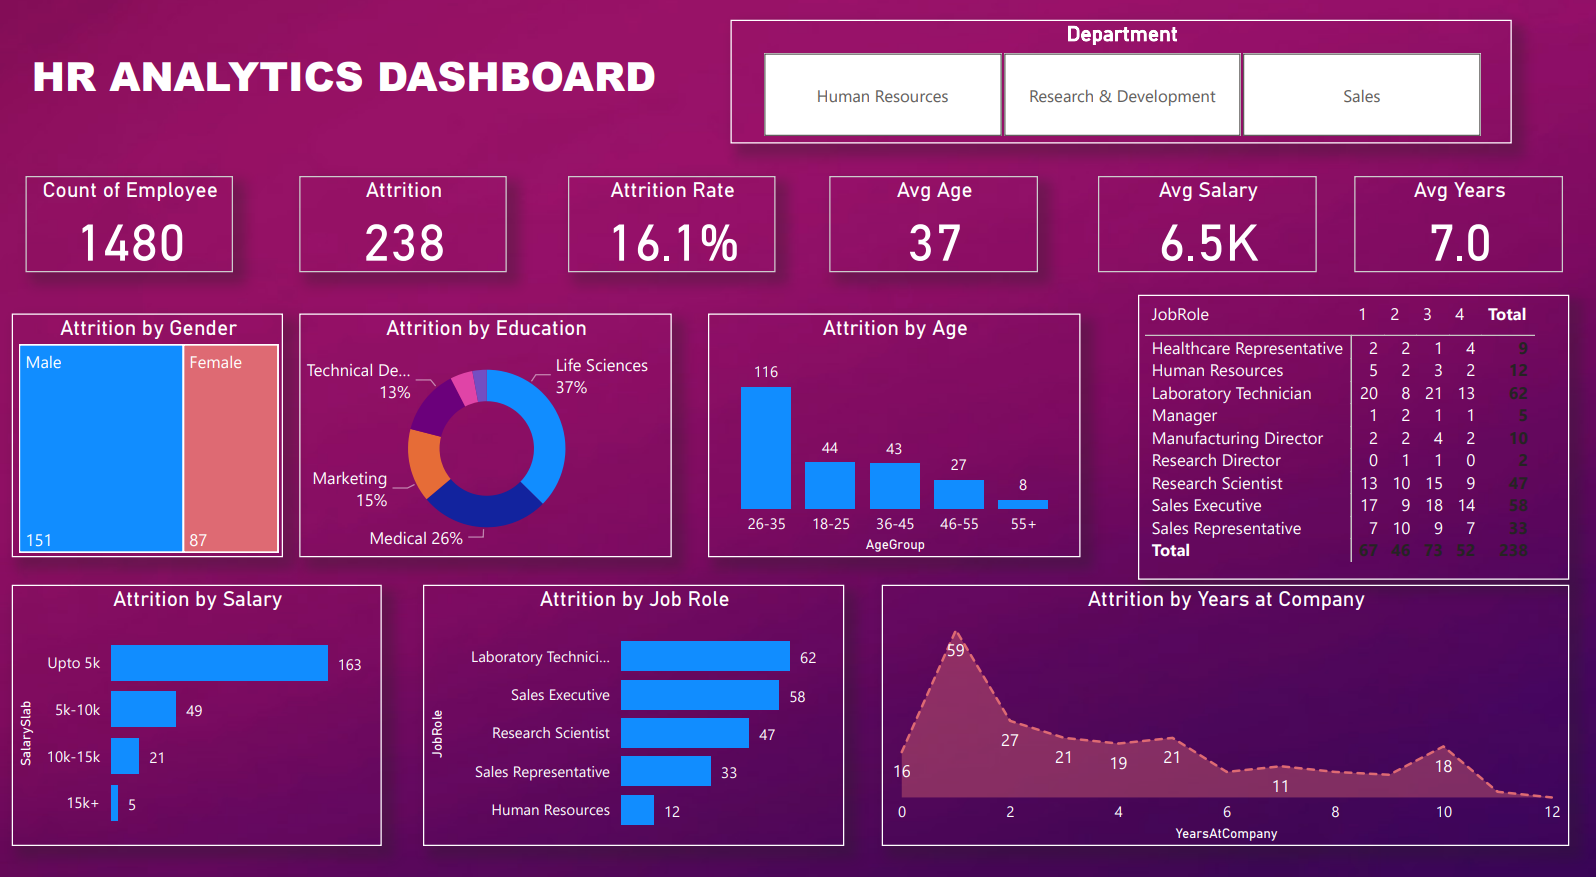 HR ANALYTICS DASHBOARD
Department
Human Resources
Research & Development
Sales
Count of Employee
1480
Attrition
238
Attrition Rate
16.1%
Avg Age
37
Avg Salary
6.5K
Avg Years
7.0
Attrition by Gender
Male
Female
151
87
Attrition by Education
Technical De...
13%
Life Sciences
37%
Marketing
15%
Medical 26%
Attrition by Age
116
44
43
27
8
26-35 18-25 36-45 46-55 55+
AgeGroup
JobRole 1 2 3 4 Total
Healthcare Representative 2 2 1 4 9
Human Resources 5 2 3 2 12
Laboratory Technician 20 8 21 13 62
Manager 1 2 1 1 5
Manufacturing Director 2 2 4 2 10
Research Director 0 1 1 0 2
Research Scientist 13 10 15 9 47
Sales Executive 17 9 18 14 58
Sales Representative 7 10 9 7 33
Total 67 46 73 52 238
Attrition by Salary
SalarySlab
Upto 5k 163
5k-10k 49
10k-15k 21
15k+ 5
Attrition by Job Role
JobRole
Laboratory Technici... 62
Sales Executive 58
Research Scientist 47
Sales Representative 33
Human Resources 12
Attrition by Years at Company
16
59
27
21
19
21
11
18
0 2 4 6 8 10 12
YearsAtCompany